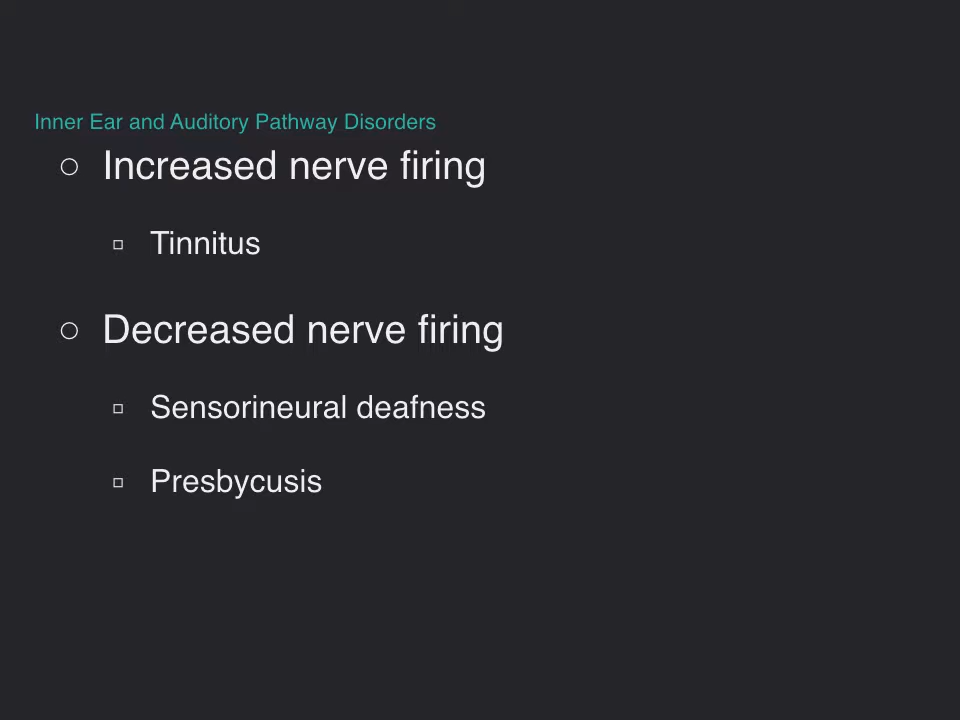 Inner Ear and Auditory Pathway Disorders
○ Increased nerve firing
▫ Tinnitus
○ Decreased nerve firing
▫ Sensorineural deafness
▫ Presbycusis